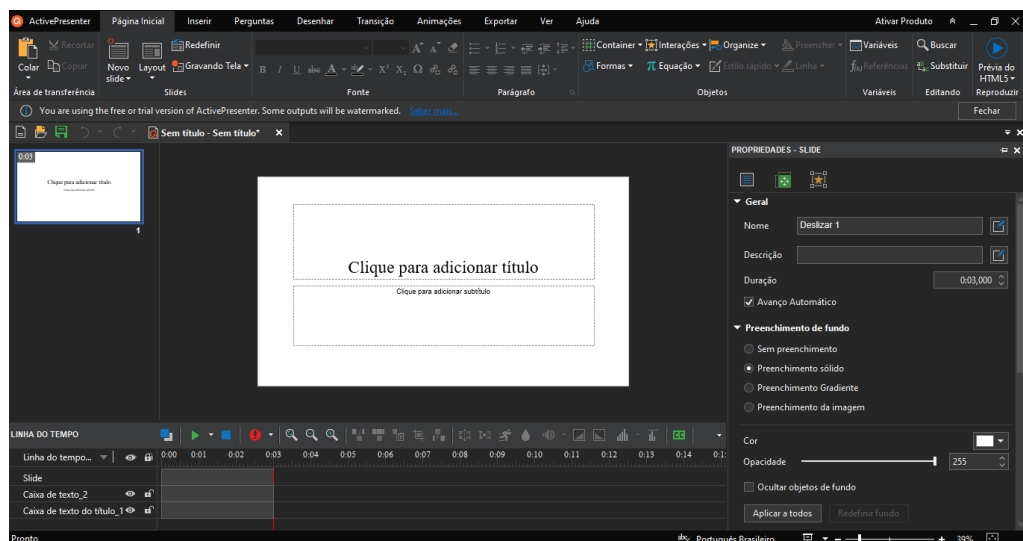 ActivePresenter Página Inicial Inserir Perguntas Desenhar Transição Animações Exportar Ver Ajuda Ativar Produto
Recortar Redefinir Container Interações Organize Preencher Variáveis Buscar
Colar Copiar Novo slide Layout Gravando Tela Formas Equação Estilo rápido Linha Referências Substituir Prévia do HTML5
Área de transferência Slides Fonte Parágrafo Objetos Variáveis Editando Reproduzir
You are using the free or trial version of ActivePresenter. Some outputs will be watermarked. Saber mais... Fechar
Sem título - Sem título*
PROPRIEDADES - SLIDE
0:03
Clique para adicionar título
1
Clique para adicionar título
Clique para adicionar subtítulo
Geral
Nome Deslizar 1
Descrição
Duração 0:03,000
Avanço Automático
Preenchimento de fundo
Sem preenchimento
Preenchimento sólido
Preenchimento Gradiente
Preenchimento da imagem
Cor
Opacidade 255
Ocultar objetos de fundo
Aplicar a todos Redefinir fundo
LINHA DO TEMPO
Linha do tempo... 0:00 0:01 0:02 0:03 0:04 0:05 0:06 0:07 0:08 0:09 0:10 0:11 0:12 0:13 0:14
Slide
Caixa de texto_2
Caixa de texto do título_1
Pronto Português Brasileiro 39%